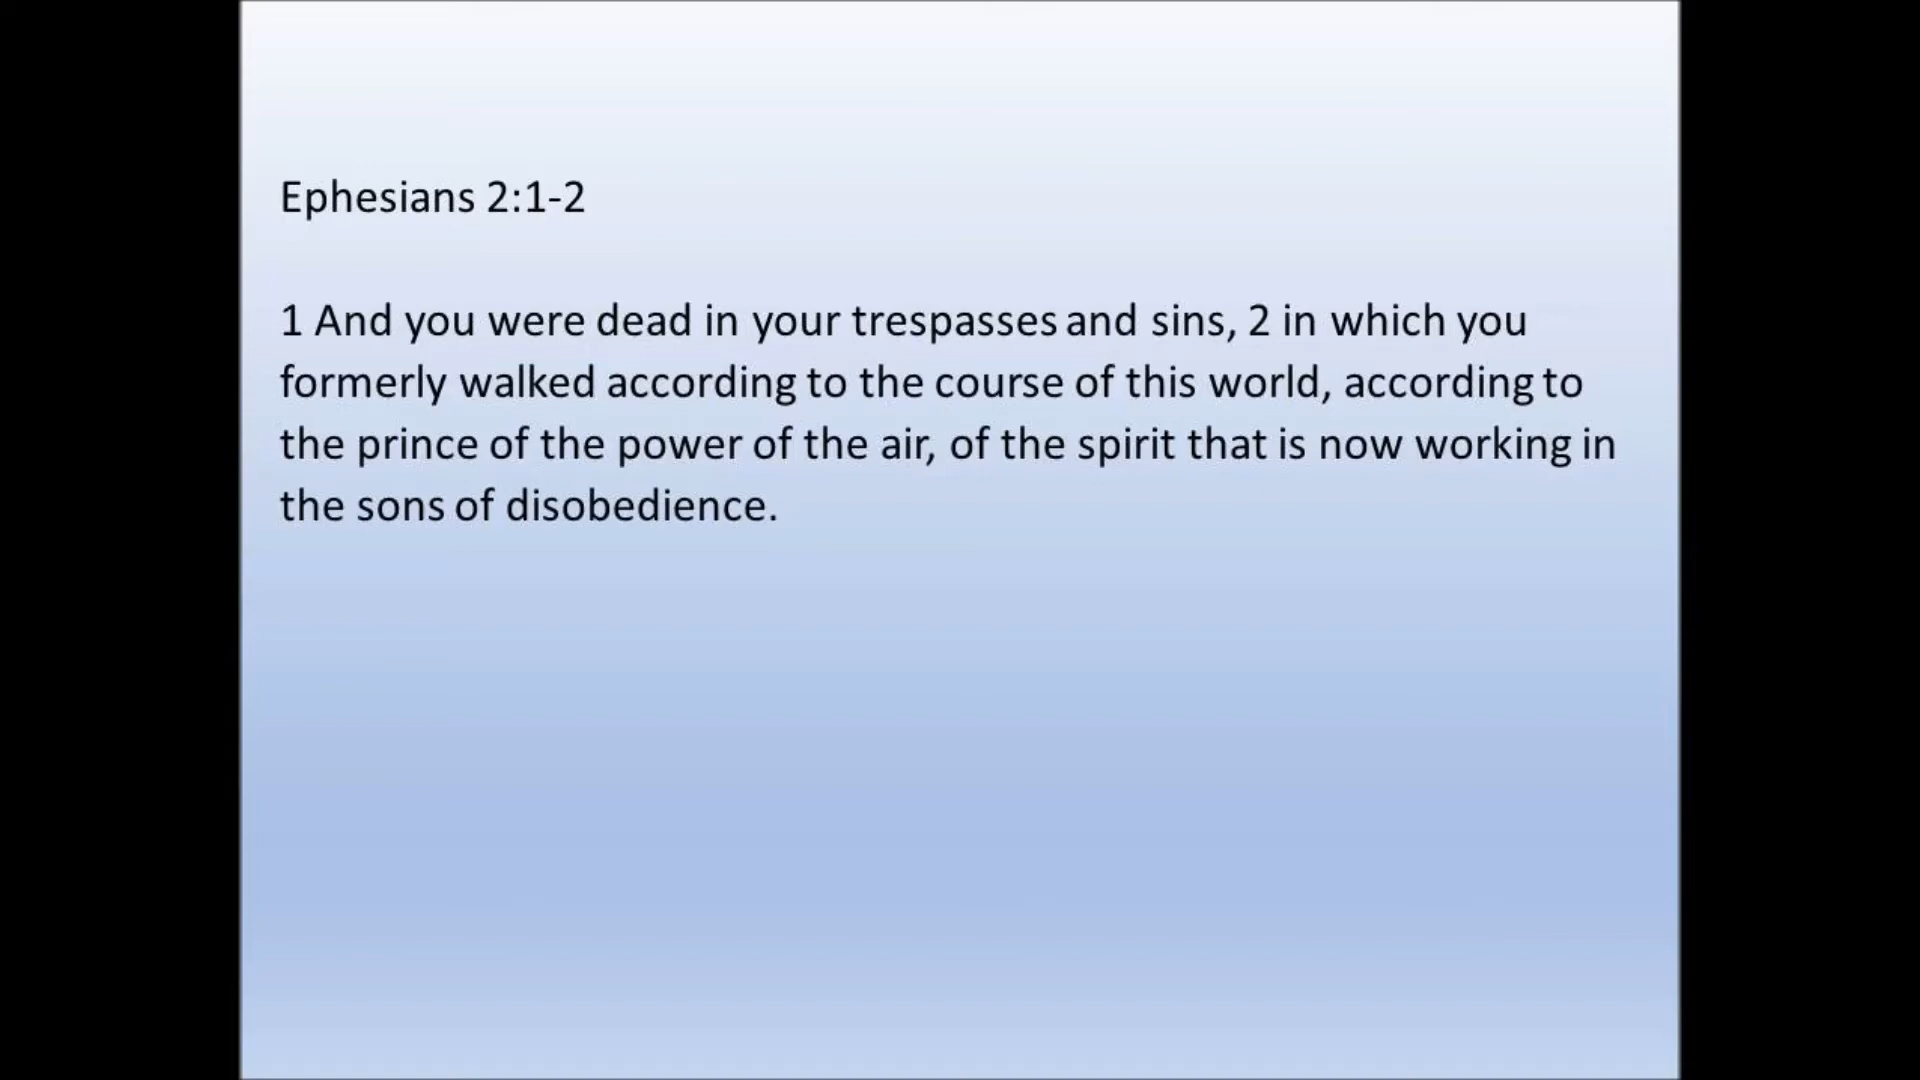 Ephesians 2:1-2
1 And you were dead in your trespasses and sins, 2 in which you
formerly walked according to the course of this world, according to
the prince of the power of the air, of the spirit that is now working in
the sons of disobedience.